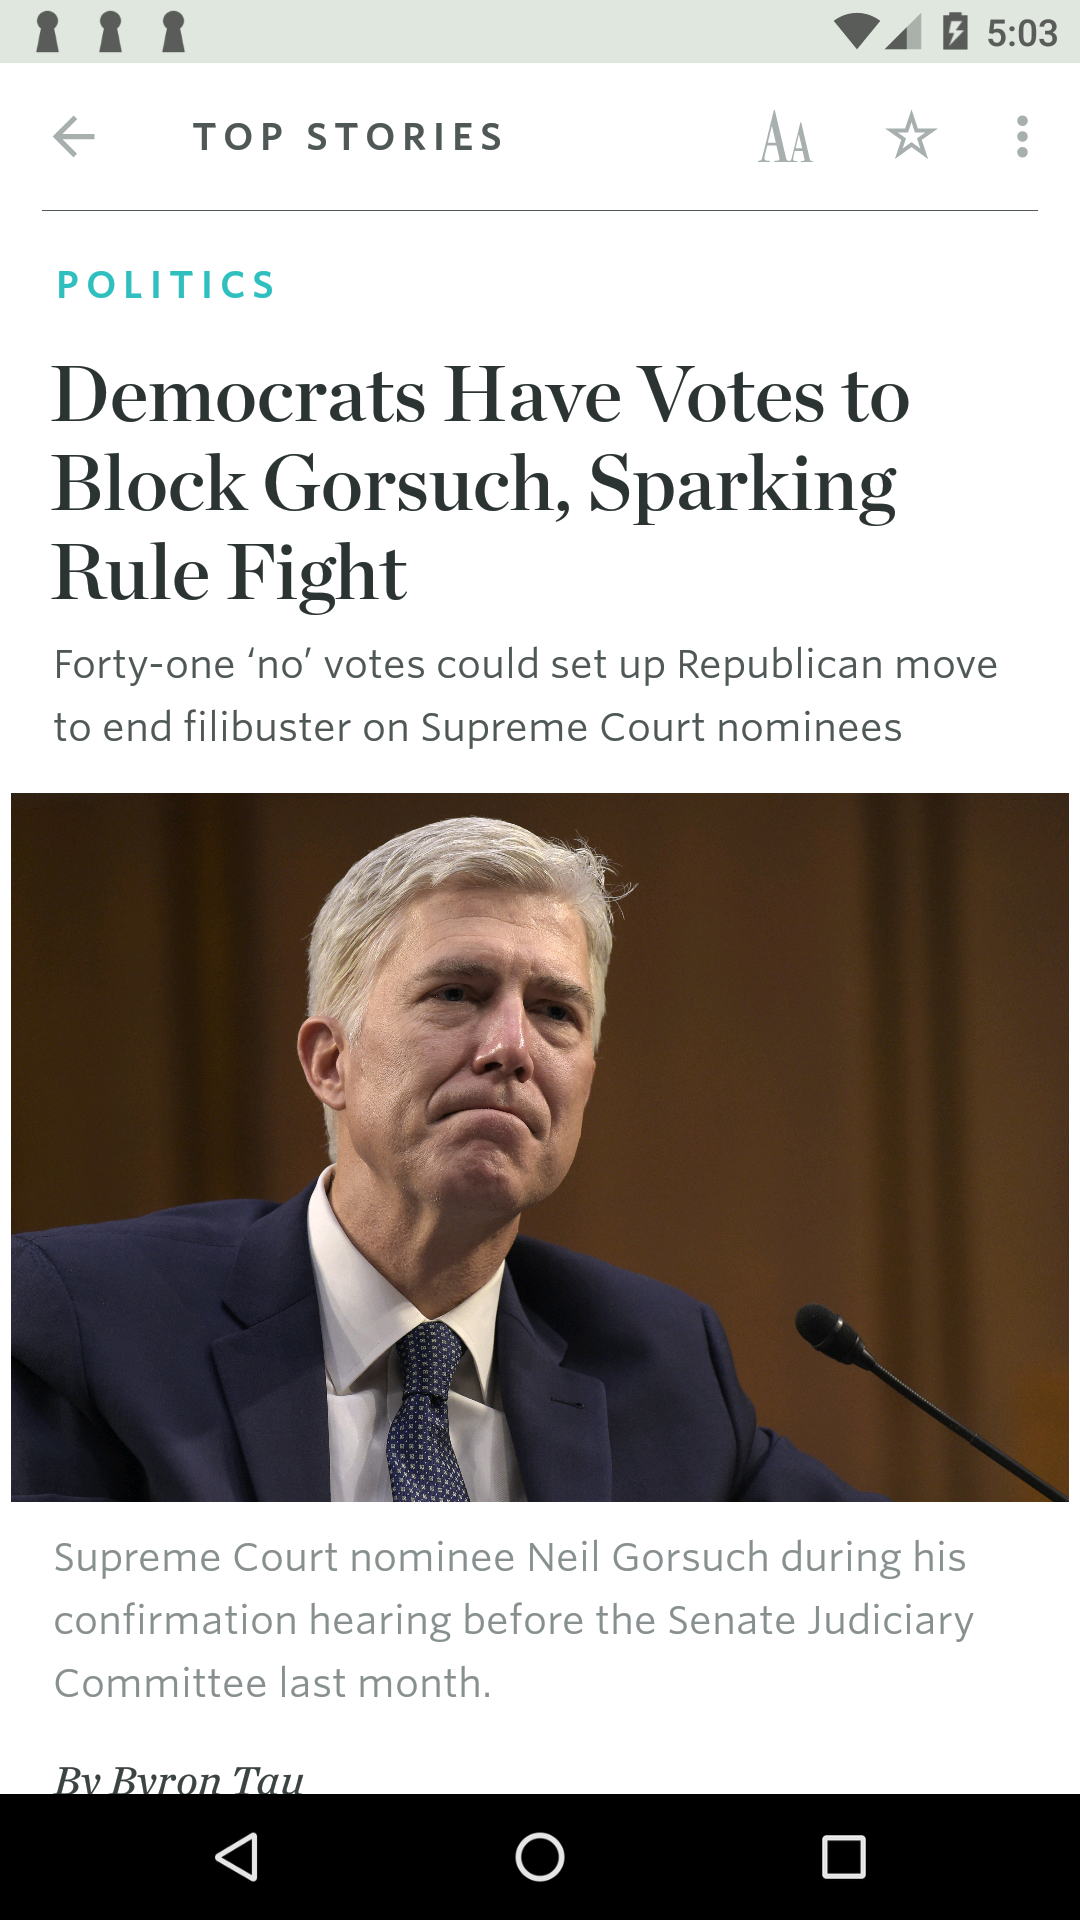 5:03
TOP STORIES
AA
POLITICS
Democrats Have Votes to
Block Gorsuch, Sparking
Rule Fight
Forty-one ‘no’ votes could set up Republican move
to end filibuster on Supreme Court nominees
Supreme Court nominee Neil Gorsuch during his
confirmation hearing before the Senate Judiciary
Committee last month.
By Byron Tau